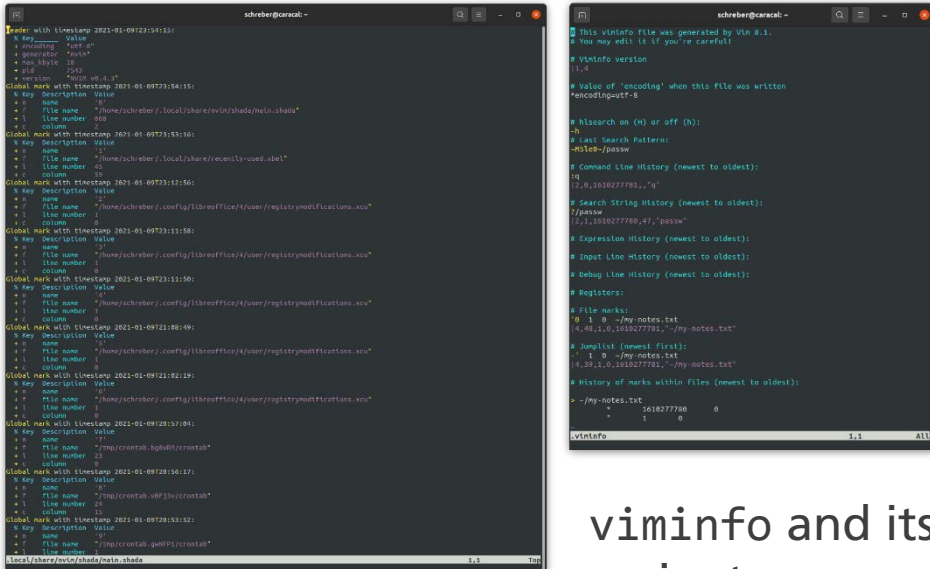 schreber@caracal: ~
Header with timestamp 2021-01-09T23:54:15:
% Key______ Value
+ encoding "utf-8"
+ generator "nvim"
+ max_kbyte 10
+ pid 7543
+ version "NVIM v0.4.3"
Global mark with timestamp 2021-01-09T23:54:15:
% Key Description Value
+ n name '0'
+ f file name "/home/schreber/.local/share/nvim/shada/main.shada"
+ l line number 668
+ c column 2
Global mark with timestamp 2021-01-09T23:53:16:
% Key Description Value
+ n name '1'
+ f file name "/home/schreber/.local/share/recently-used.xbel"
+ l line number
+ c column
Global mark with timestamp 2021-01-09T23:12:56:
% Key Description Value
+ n name '2'
+ f file name "/home/schreber/.config/libreoffice/4/user/registrymodifications.xcu"
+ l line number 1
+ c column 0
Global mark with timestamp 2021-01-09T23:11:58:
% Key Description Value
+ n name '3'
+ f file name "/home/schreber/.config/libreoffice/4/user/registrymodifications.xcu"
+ l line number 1
+ c column 0
Global mark with timestamp 2021-01-09T23:11:50:
% Key Description Value
+ n name '4'
+ f file name "/home/schreber/.config/libreoffice/4/user/registrymodifications.xcu"
+ l line number 1
+ c column 0
Global mark with timestamp 2021-01-09T21:08:49:
% Key Description Value
+ n name '5'
+ f file name "/home/schreber/.config/libreoffice/4/user/registrymodifications.xcu"
+ l line number 1
+ c column 0
Global mark with timestamp 2021-01-09T21:02:19:
% Key Description Value
+ n name '6'
+ f file name "/home/schreber/.config/libreoffice/4/user/registrymodifications.xcu"
+ l line number 1
+ c column 0
Global mark with timestamp 2021-01-09T20:57:04:
% Key Description Value
+ n name '7'
+ f file name
+ l line number 23
+ c column 0
Global mark with timestamp 2021-01-09T20:56:17:
% Key Description Value
+ n name '8'
+ f file name
+ l line number 24
+ c column 15
Global mark with timestamp 2021-01-09T20:53:52:
% Key Description Value
+ n name '9'
+ f file name
+ l line number 1
.local/share/nvim/shada/main.shada 1,1 Top
schreber@caracal: ~
# This viminfo file was generated by Vim 8.1.
# You may edit it if you're careful!
# Viminfo version
|1,4
# Value of 'encoding' when this file was written
*encoding=utf-8
# hlsearch on (H) or off (h):
~h
# Last Search Pattern:
~MSle0~/passw
# Command Line History (newest to oldest):
:q
|2,0,1610277781,,"q"
# Search String History (newest to oldest):
?/passw
|2,1,1610277780,47,"passw"
# Expression History (newest to oldest):
# Input Line History (newest to oldest):
# Debug Line History (newest to oldest):
# Registers:
# File marks:
'0 1 0 ~/my-notes.txt
|4,48,1,0,1610277781,"~/my-notes.txt"
# Jumplist (newest first):
-' 1 0 ~/my-notes.txt
|4,39,1,0,1610277781,"~/my-notes.txt"
# History of marks within files (newest to oldest):
> ~/my-notes.txt
* 1610277780 0
" 1 0
~
.viminfo 1,1 All
viminfo and its